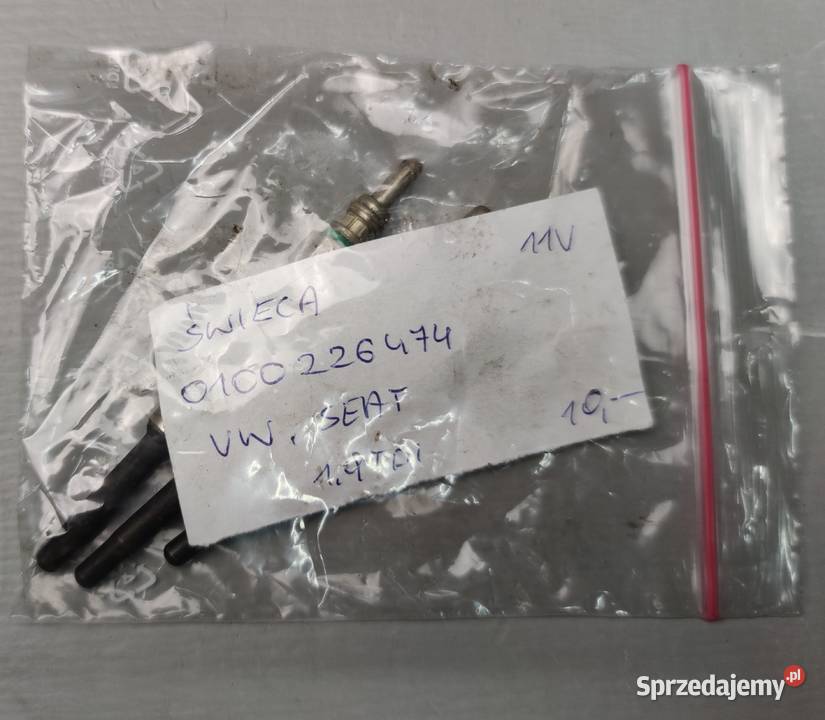 11V
ŚWIECA
0100226474
VW, SEAT
10,-
1,9 TDi
Sprzedajemy.pl